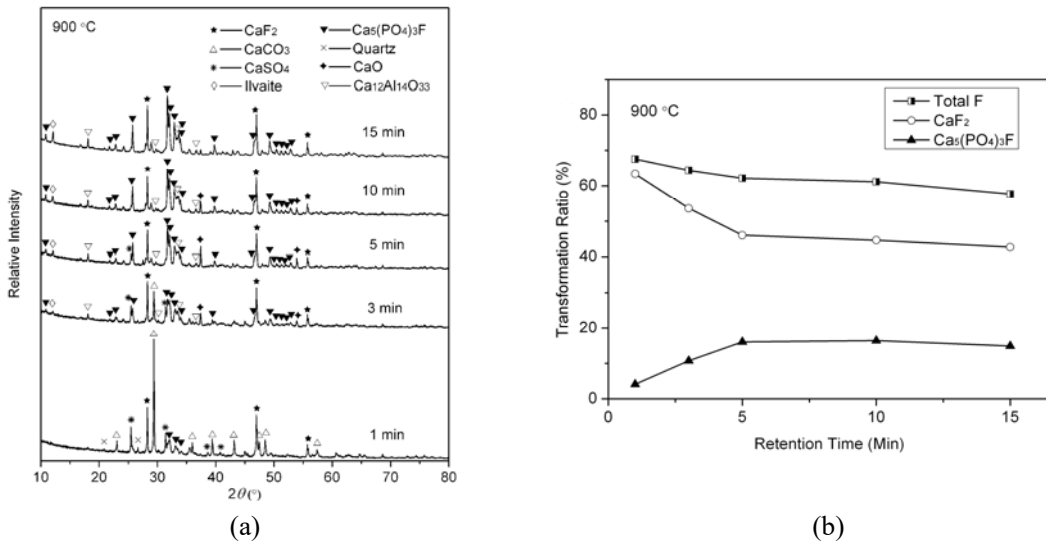 900 °C
CaF₂
CaCO₃
CaSO₄
Ilvaite
Ca₅(PO₄)₃F
Quartz
CaO
Ca₁₂Al₁₄O₃₃
15 min
10 min
5 min
3 min
1 min
Relative Intensity
10 20 30 40 50 60 70 80
2θ(°)
(a)
900 °C
Total F
CaF₂
Ca₅(PO₄)₃F
Transformation Ratio (%)
80
60
40
20
0
0 5 10 15
Retention Time (Min)
(b)